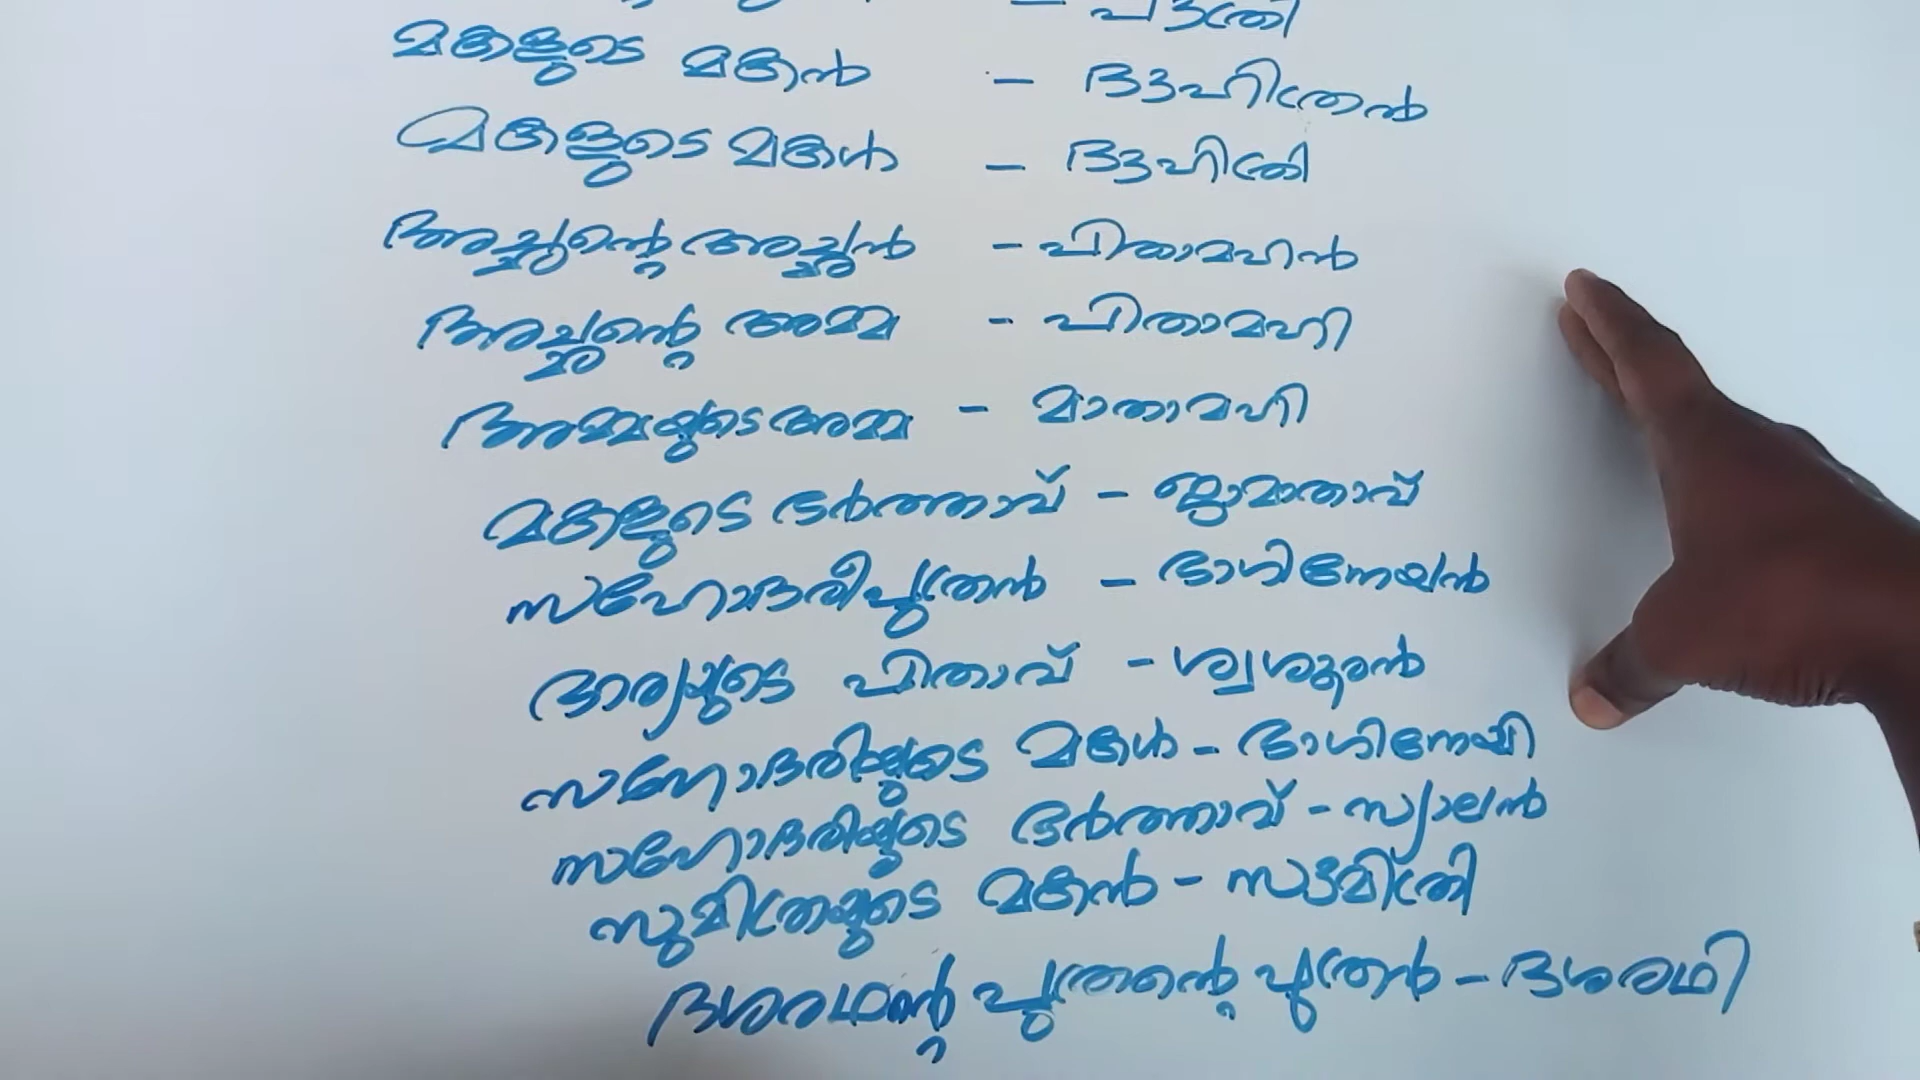 – പൗത്രി
മകളുടെ മകൻ – ദൗഹിത്രൻ
മകളുടെ മകൾ – ദൗഹിത്രി
അച്ഛന്റെ അച്ഛൻ – പിതാമഹൻ
അച്ഛന്റെ അമ്മ – പിതാമഹി
അമ്മയുടെ അമ്മ – മാതാമഹി
മകളുടെ ഭർത്താവ് – ജാമാതാവ്
സഹോദരീപുത്രൻ – ഭാഗിനേയൻ
ഭാര്യയുടെ പിതാവ് – ശ്വശുരൻ
സഹോദരിയുടെ മകൾ – ഭാഗിനേയി
സഹോദരിയുടെ ഭർത്താവ് – സ്യാലൻ
സുമിത്രയുടെ മകൻ – സൗമിത്രി
ദശരഥന്റെ പുത്രന്റെ പുത്രൻ – ദശരഥി